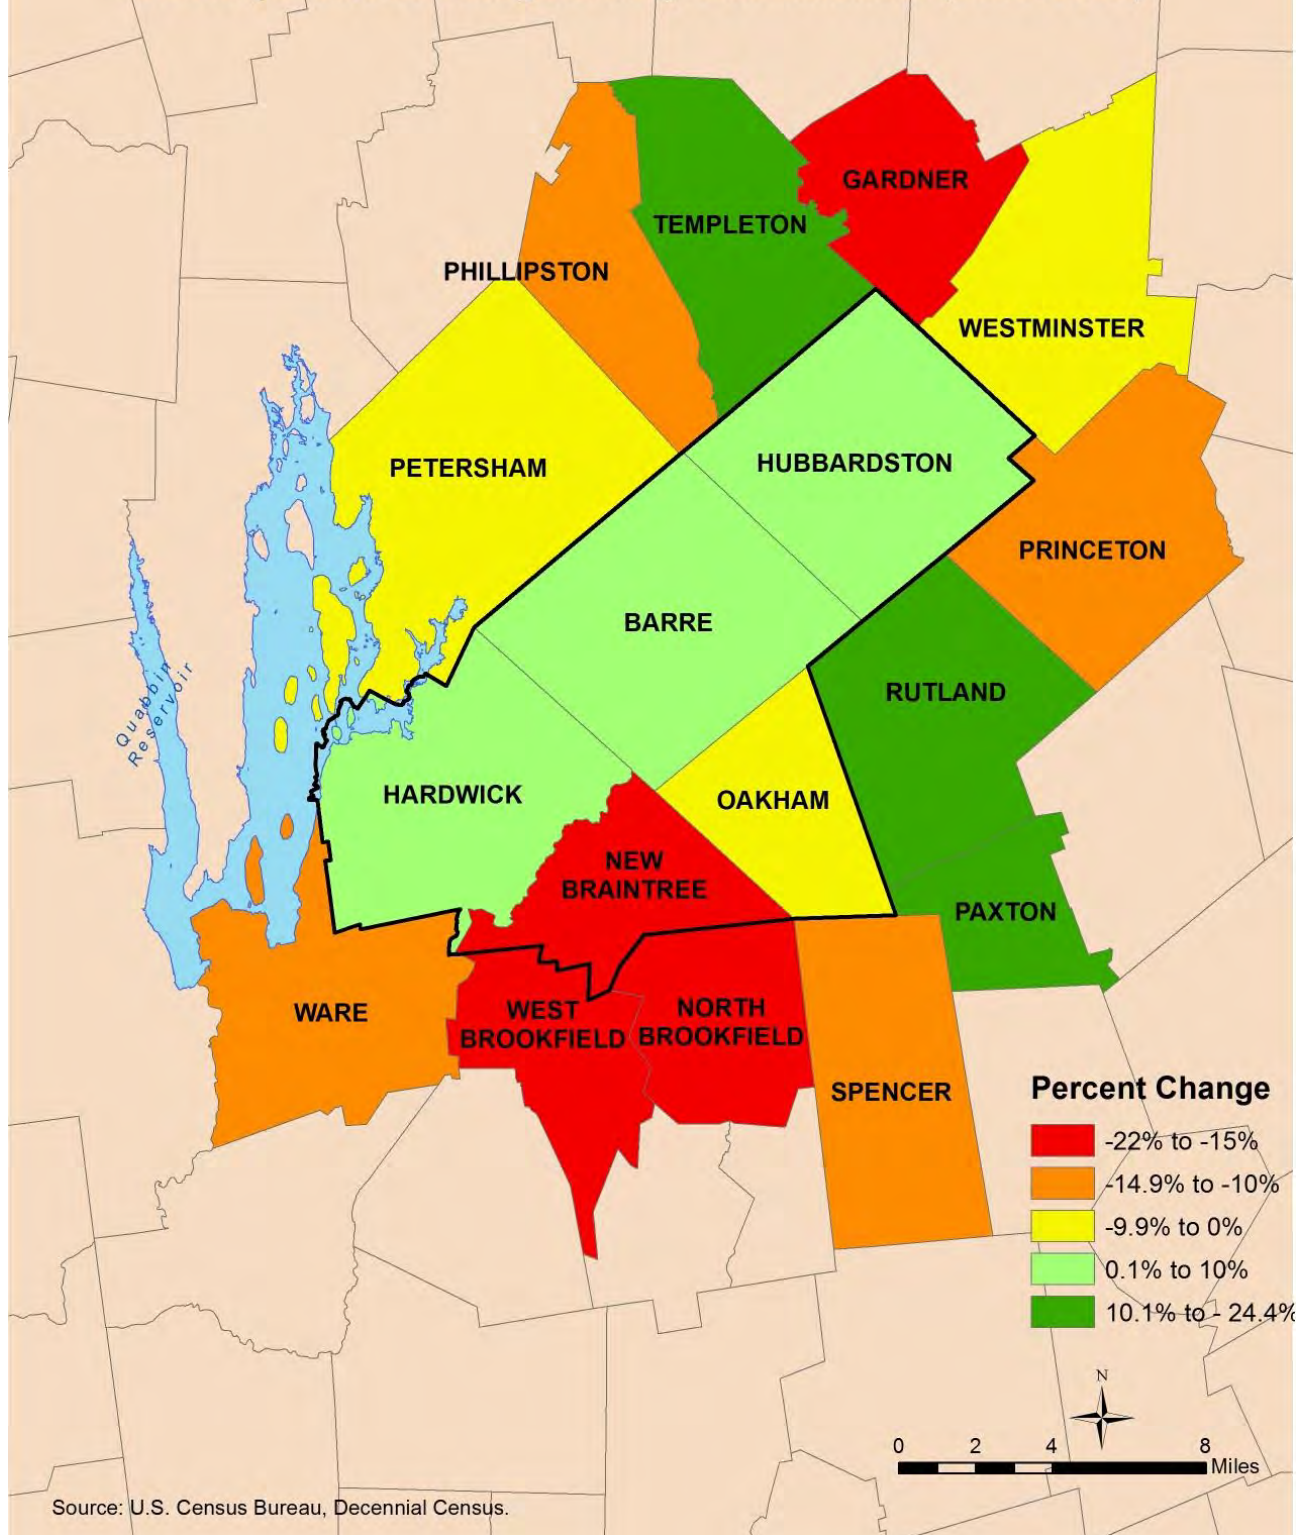 GARDNER
TEMPLETON
PHILLIPSTON
WESTMINSTER
PETERSHAM
HUBBARDSTON
PRINCETON
BARRE
RUTLAND
Quabbin
Reservoir
HARDWICK
OAKHAM
NEW
BRAINTREE
PAXTON
WARE
WEST
BROOKFIELD
NORTH
BROOKFIELD
SPENCER
Percent Change
-22% to -15%
-14.9% to -10%
-9.9% to 0%
0.1% to 10%
10.1% to - 24.4%
N
0 2 4 8
Miles
Source: U.S. Census Bureau, Decennial Census.